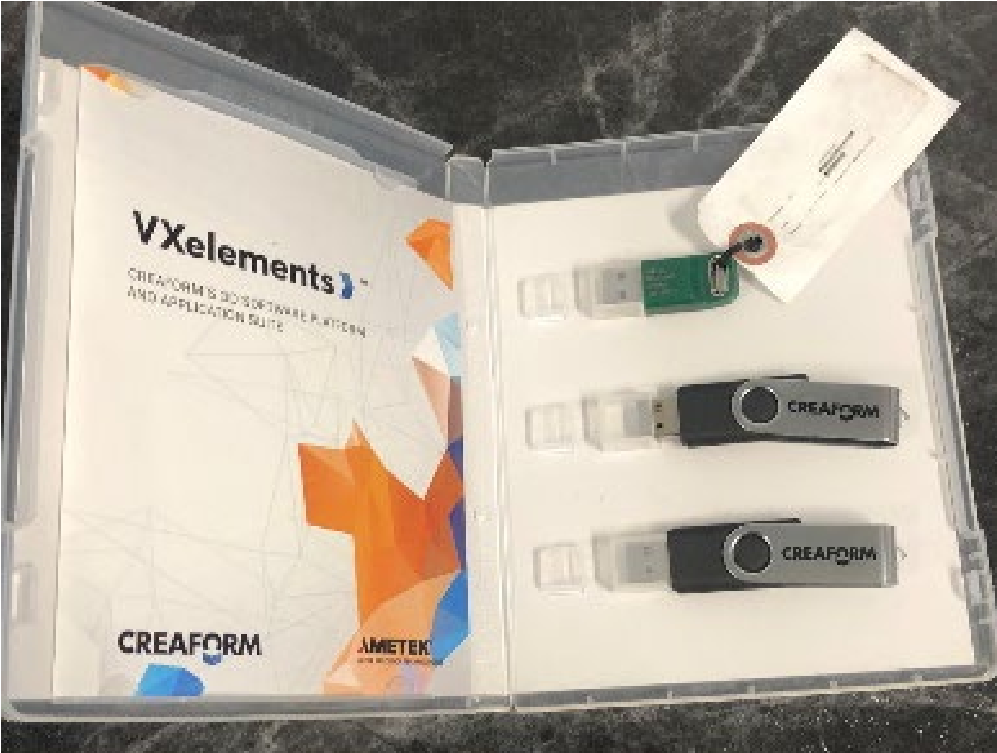 VXelements
CREAFORM'S 3D SOFTWARE PLATFORM
AND APPLICATION SUITE
CREAFORM
AMETEK
CREAFORM
CREAFORM